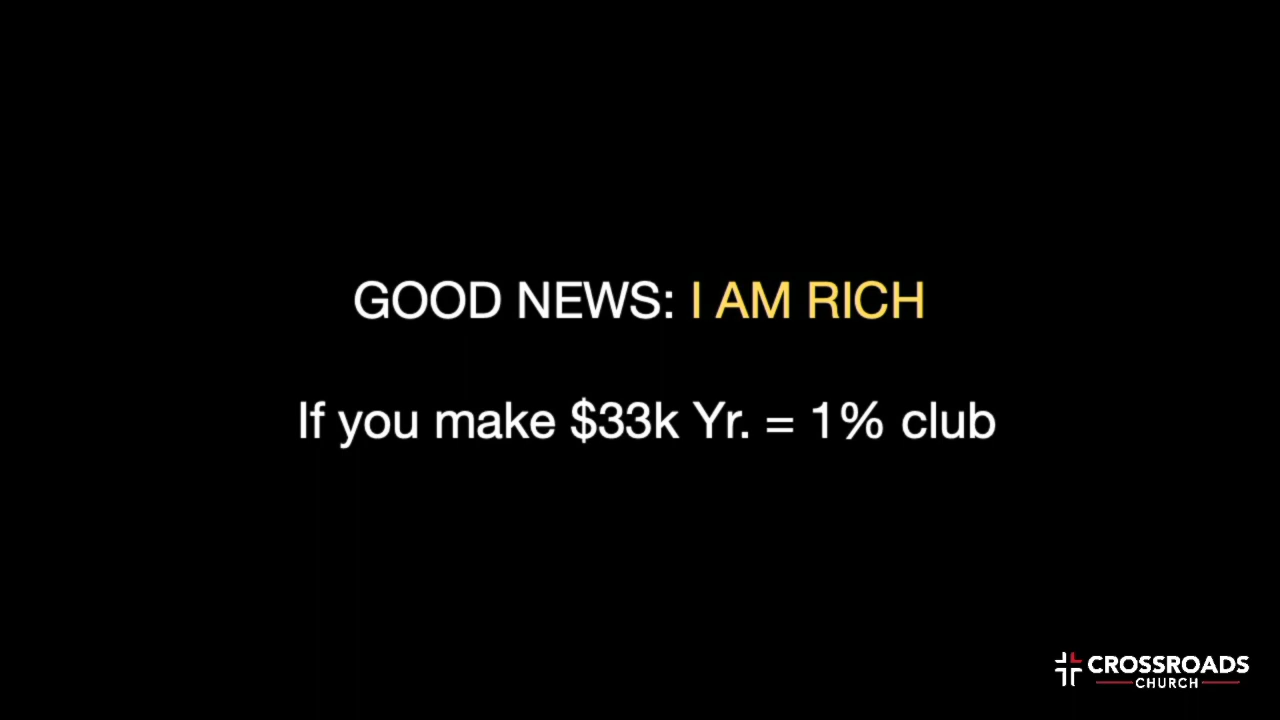 GOOD NEWS: I AM RICH
If you make $33k Yr. = 1% club
CROSSROADS
CHURCH